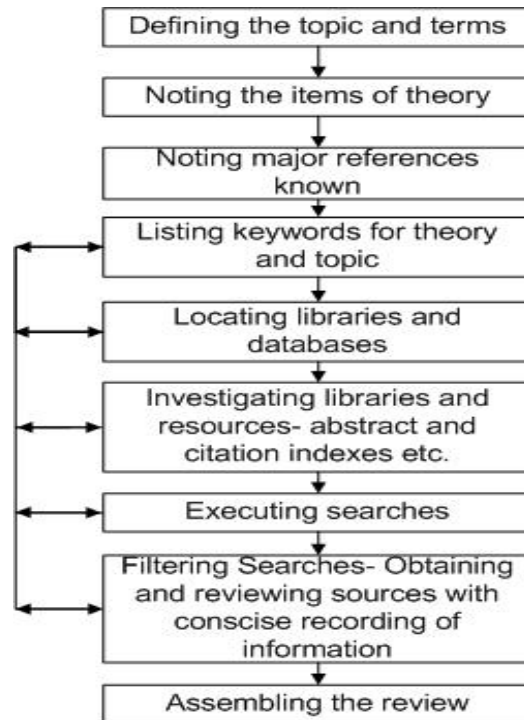 Defining the topic and terms
Noting the items of theory
Noting major references
known
Listing keywords for theory
and topic
Locating libraries and
databases
Investigating libraries and
resources- abstract and
citation indexes etc.
Executing searches
Filtering Searches- Obtaining
and reviewing sources with
conscise recording of
information
Assembling the review